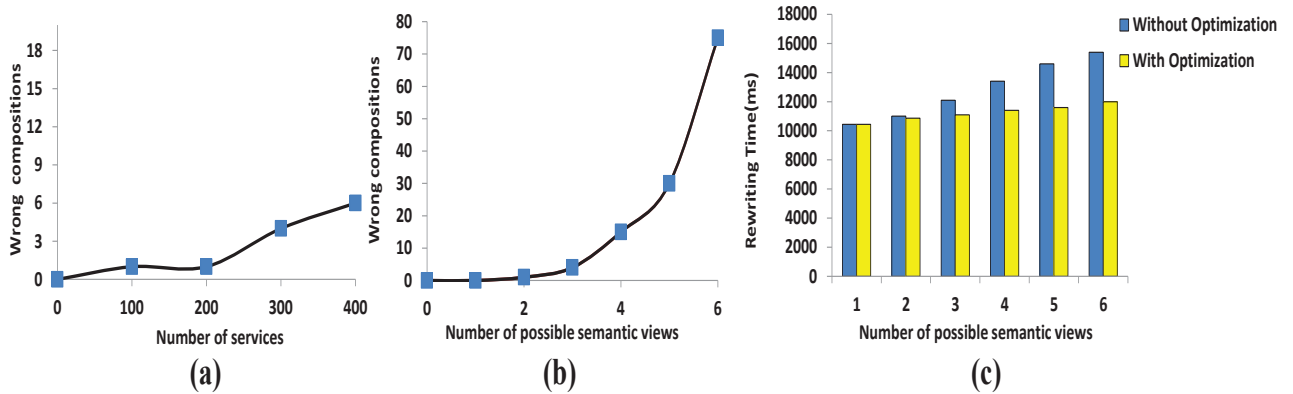 Wrong compositions
18
15
12
9
6
3
0
0 100 200 300 400
Number of services
(a)
Wrong compositions
80
70
60
50
40
30
20
10
0
0 2 4 6
Number of possible semantic views
(b)
Rewriting Time(ms)
18000
16000
14000
12000
10000
8000
6000
4000
2000
0
1 2 3 4 5 6
Number of possible semantic views
(c)
Without Optimization
With Optimization